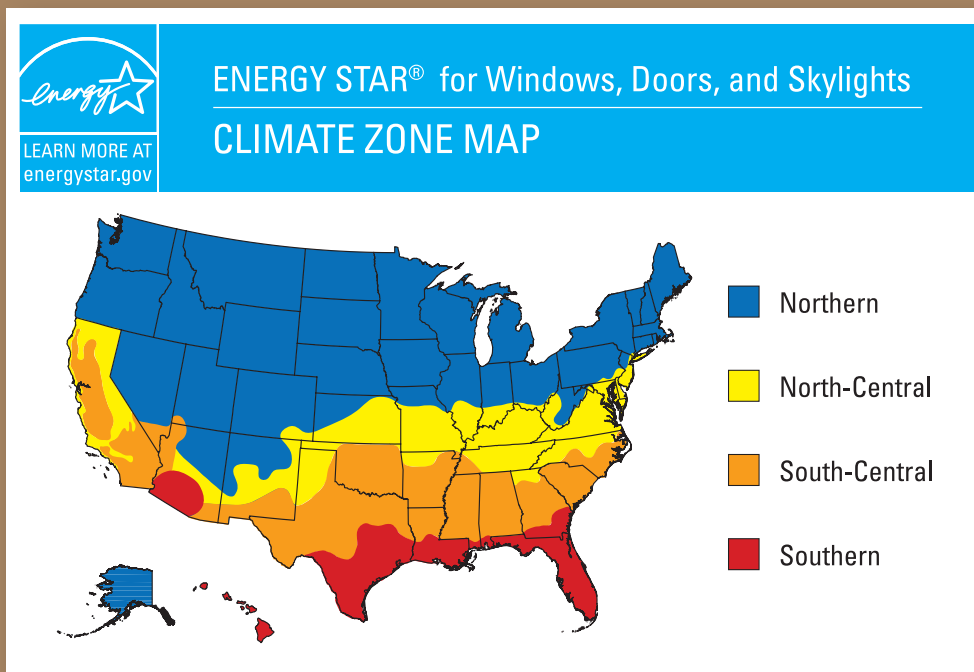 energy
LEARN MORE AT
energystar.gov
ENERGY STAR® for Windows, Doors, and Skylights
CLIMATE ZONE MAP
Northern
North-Central
South-Central
Southern